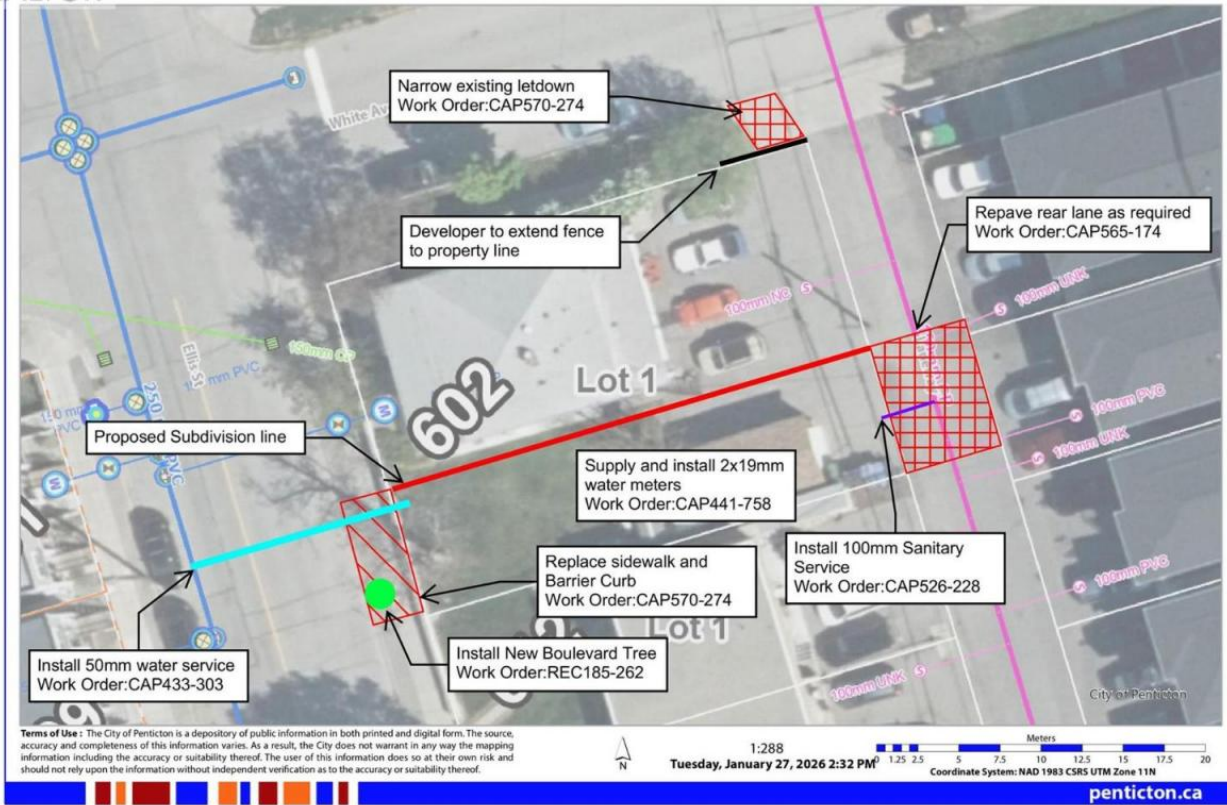 Narrow existing letdown
Work Order:CAP570-274
White Av
Developer to extend fence
to property line
Repave rear lane as required
Work Order:CAP565-174
100mm NC
S
100mm UNK
S
Ellis St
150mm CP
mm PVC
250
PVC
M
602
Lot 1
Proposed Subdivision line
M
Supply and install 2x19mm
water meters
Work Order:CAP441-758
100mm PVC
S
100mm UNK
S
Replace sidewalk and
Barrier Curb
Work Order:CAP570-274
Install 100mm Sanitary
Service
Work Order:CAP526-228
100mm PVC
S
Lot 1
Install New Boulevard Tree
Work Order:REC185-262
Install 50mm water service
Work Order:CAP433-303
100mm UNK
S
City of Penticton
Terms of Use : The City of Penticton is a depository of public information in both printed and digital form. The source,
accuracy and completeness of this information varies. As a result, the City does not warrant in any way the mapping
information including the accuracy or suitability thereof. The user of this information does so at their own risk and
should not rely upon the information without independent verification as to the accuracy or suitability thereof.
N
1:288
Tuesday, January 27, 2026 2:32 PM
Meters
0 1.25 2.5 5 7.5 10 12.5 15 17.5 20
Coordinate System: NAD 1983 CSRS UTM Zone 11N
penticton.ca